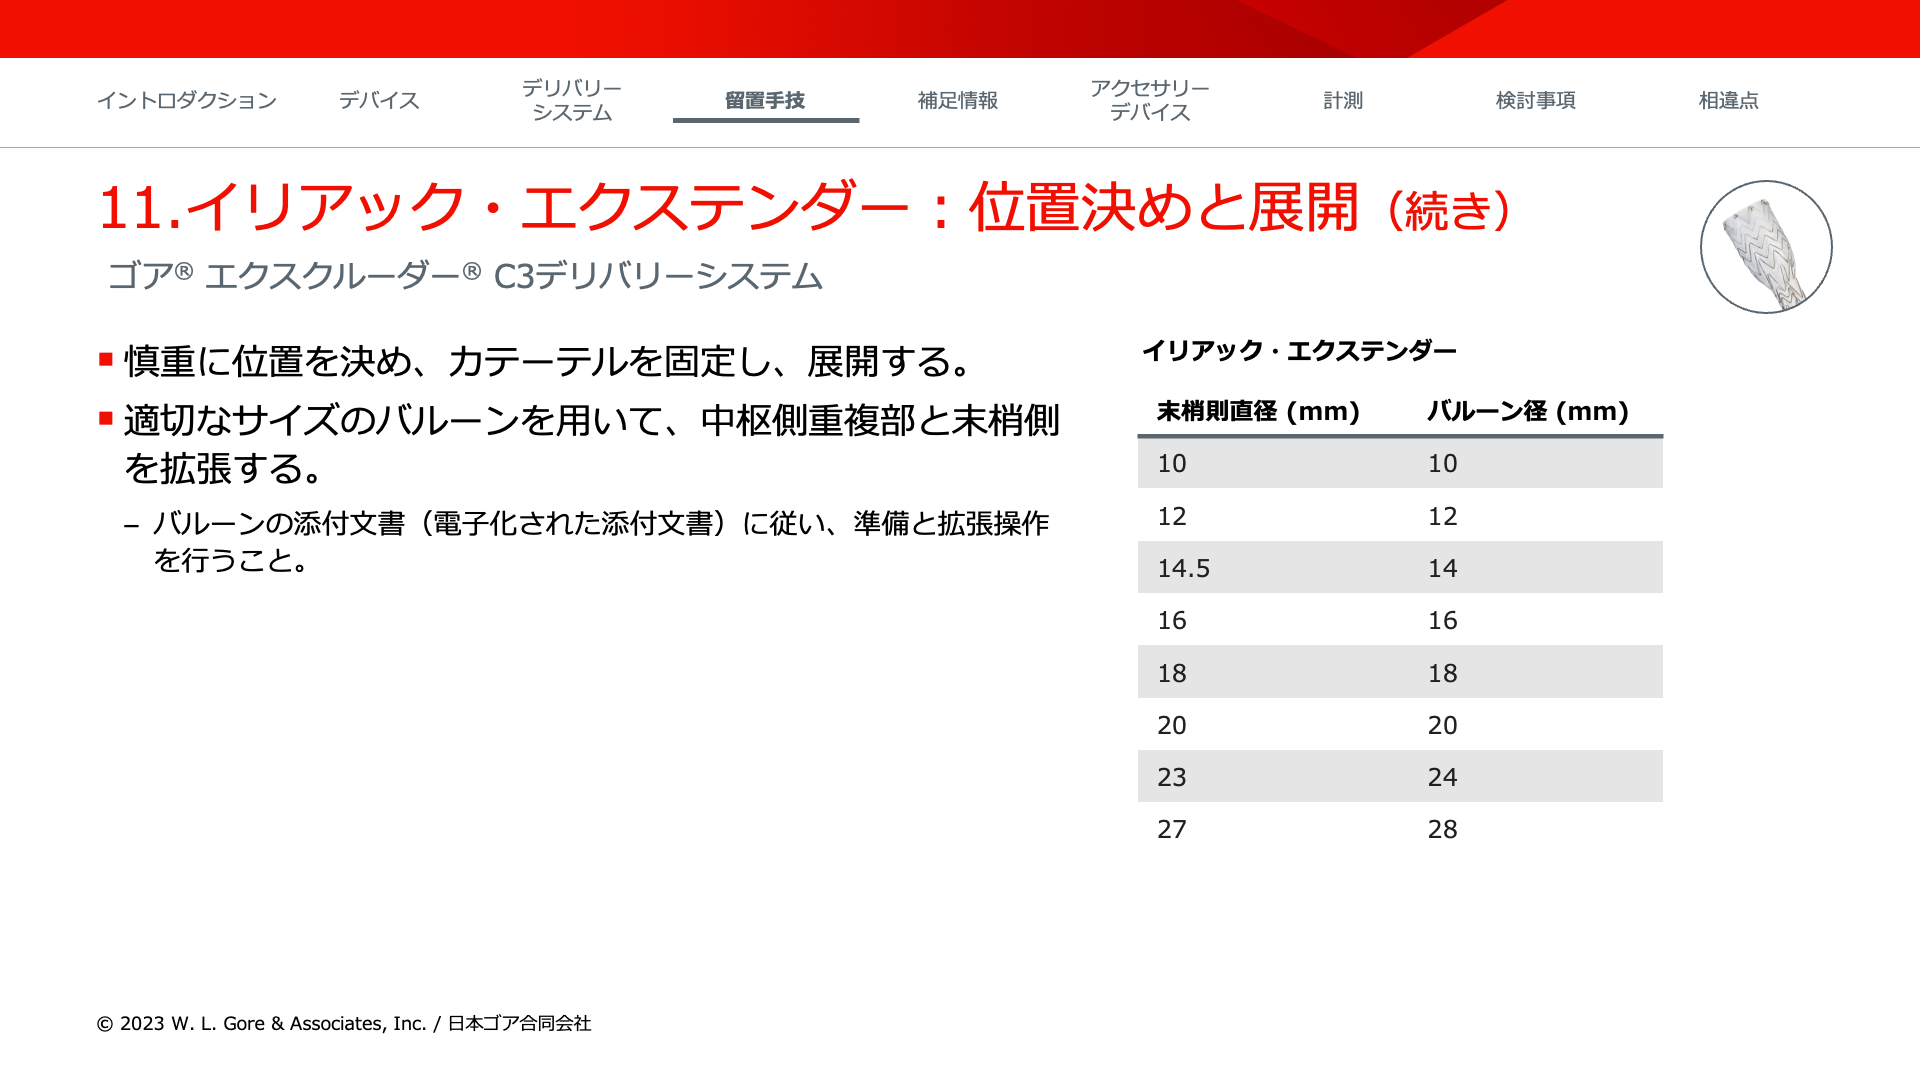 イントロダクション
デバイス
デリバリー
システム
留置手技
補足情報
アクセサリー
デバイス
計測
検討事項
相違点
11.イリアック・エクステンダー：位置決めと展開（続き）
ゴア® エクスクルーダー® C3デリバリーシステム
▪ 慎重に位置を決め、カテーテルを固定し、展開する。
▪ 適切なサイズのバルーンを用いて、中枢側重複部と末梢側
を拡張する。
– バルーンの添付文書（電子化された添付文書）に従い、準備と拡張操作
を行うこと。
イリアック・エクステンダー
末梢則直径 (mm) バルーン径 (mm)
10 10
12 12
14.5 14
16 16
18 18
20 20
23 24
27 28
© 2023 W. L. Gore & Associates, Inc. / 日本ゴア合同会社